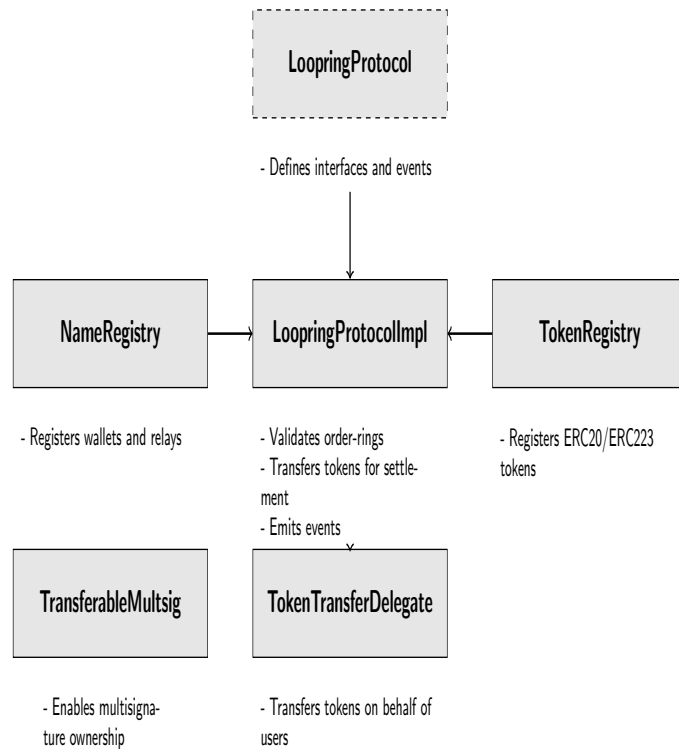 LoopringProtocol
- Defines interfaces and events
NameRegistry
LoopringProtocolImpl
TokenRegistry
- Registers wallets and relays
- Validates order-rings
- Transfers tokens for settle-
ment
- Emits events
- Registers ERC20/ERC223
tokens
TransferableMultsig
TokenTransferDelegate
- Enables multisigna-
ture ownership
- Transfers tokens on behalf of
users